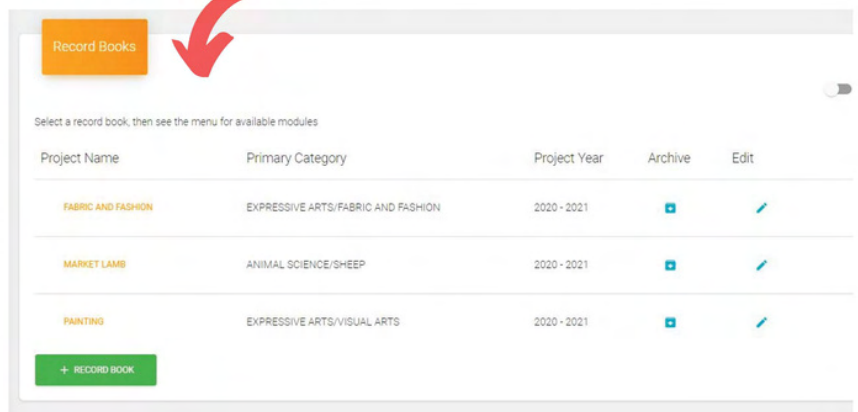 Record Books
Select a record book, then see the menu for available modules
Project Name Primary Category Project Year Archive Edit
FABRIC AND FASHION EXPRESSIVE ARTS/FABRIC AND FASHION 2020 - 2021
MARKET LAMB ANIMAL SCIENCE/SHEEP 2020 - 2021
PAINTING EXPRESSIVE ARTS/VISUAL ARTS 2020 - 2021
+ RECORD BOOK